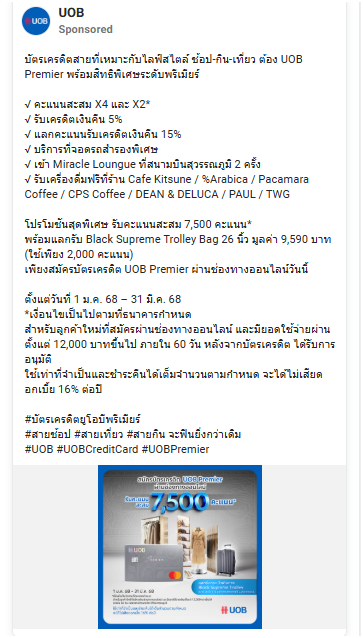 UOB
UOB
Sponsored
บัตรเครดิตสายที่เหมาะกับไลฟ์สไตล์ ช้อป-กิน-เที่ยว ต้อง UOB
Premier พร้อมสิทธิพิเศษระดับพรีเมียร์
√ คะแนนสะสม X4 และ X2*
√ รับเครดิตเงินคืน 5%
√ แลกคะแนนรับเครดิตเงินคืน 15%
√ บริการที่จอดรถสำรองพิเศษ
√ เข้า Miracle Loungue ที่สนามบินสุวรรณภูมิ 2 ครั้ง
√ รับเครื่องดื่มฟรีที่ร้าน Cafe Kitsune / %Arabica / Pacamara
Coffee / CPS Coffee / DEAN & DELUCA / PAUL / TWG
โปรโมชันสุดพิเศษ รับคะแนนสะสม 7,500 คะแนน*
พร้อมแลกรับ Black Supreme Trolley Bag 26 นิ้ว มูลค่า 9,590 บาท
(ใช้เพียง 2,000 คะแนน)
เพียงสมัครบัตรเครดิต UOB Premier ผ่านช่องทางออนไลน์วันนี้
ตั้งแต่วันที่ 1 ม.ค. 68 – 31 มี.ค. 68
*เงื่อนไขเป็นไปตามที่ธนาคารกำหนด
สำหรับลูกค้าใหม่ที่สมัครผ่านช่องทางออนไลน์ และมียอดใช้จ่ายผ่าน
ตั้งแต่ 12,000 บาทขึ้นไป ภายใน 60 วัน หลังจากบัตรเครดิต ได้รับการ
อนุมัติ
ใช้เท่าที่จำเป็นและชำระคืนได้เต็มจำนวนตามกำหนด จะได้ไม่เสียด
อกเบี้ย 16% ต่อปี
#บัตรเครดิตยูโอบีพรีเมียร์
#สายช้อป #สายเที่ยว #สายกิน จะฟินยิ่งกว่าเดิม
#UOB #UOBCreditCard #UOBPremier
สมัครบัตรเครดิต UOB Premier
ผ่านช่องทางออนไลน์
รับคะแนน
สะสม 7,500 คะแนน*
UOB
1 ม.ค. 68 - 31 มี.ค. 68
UOB